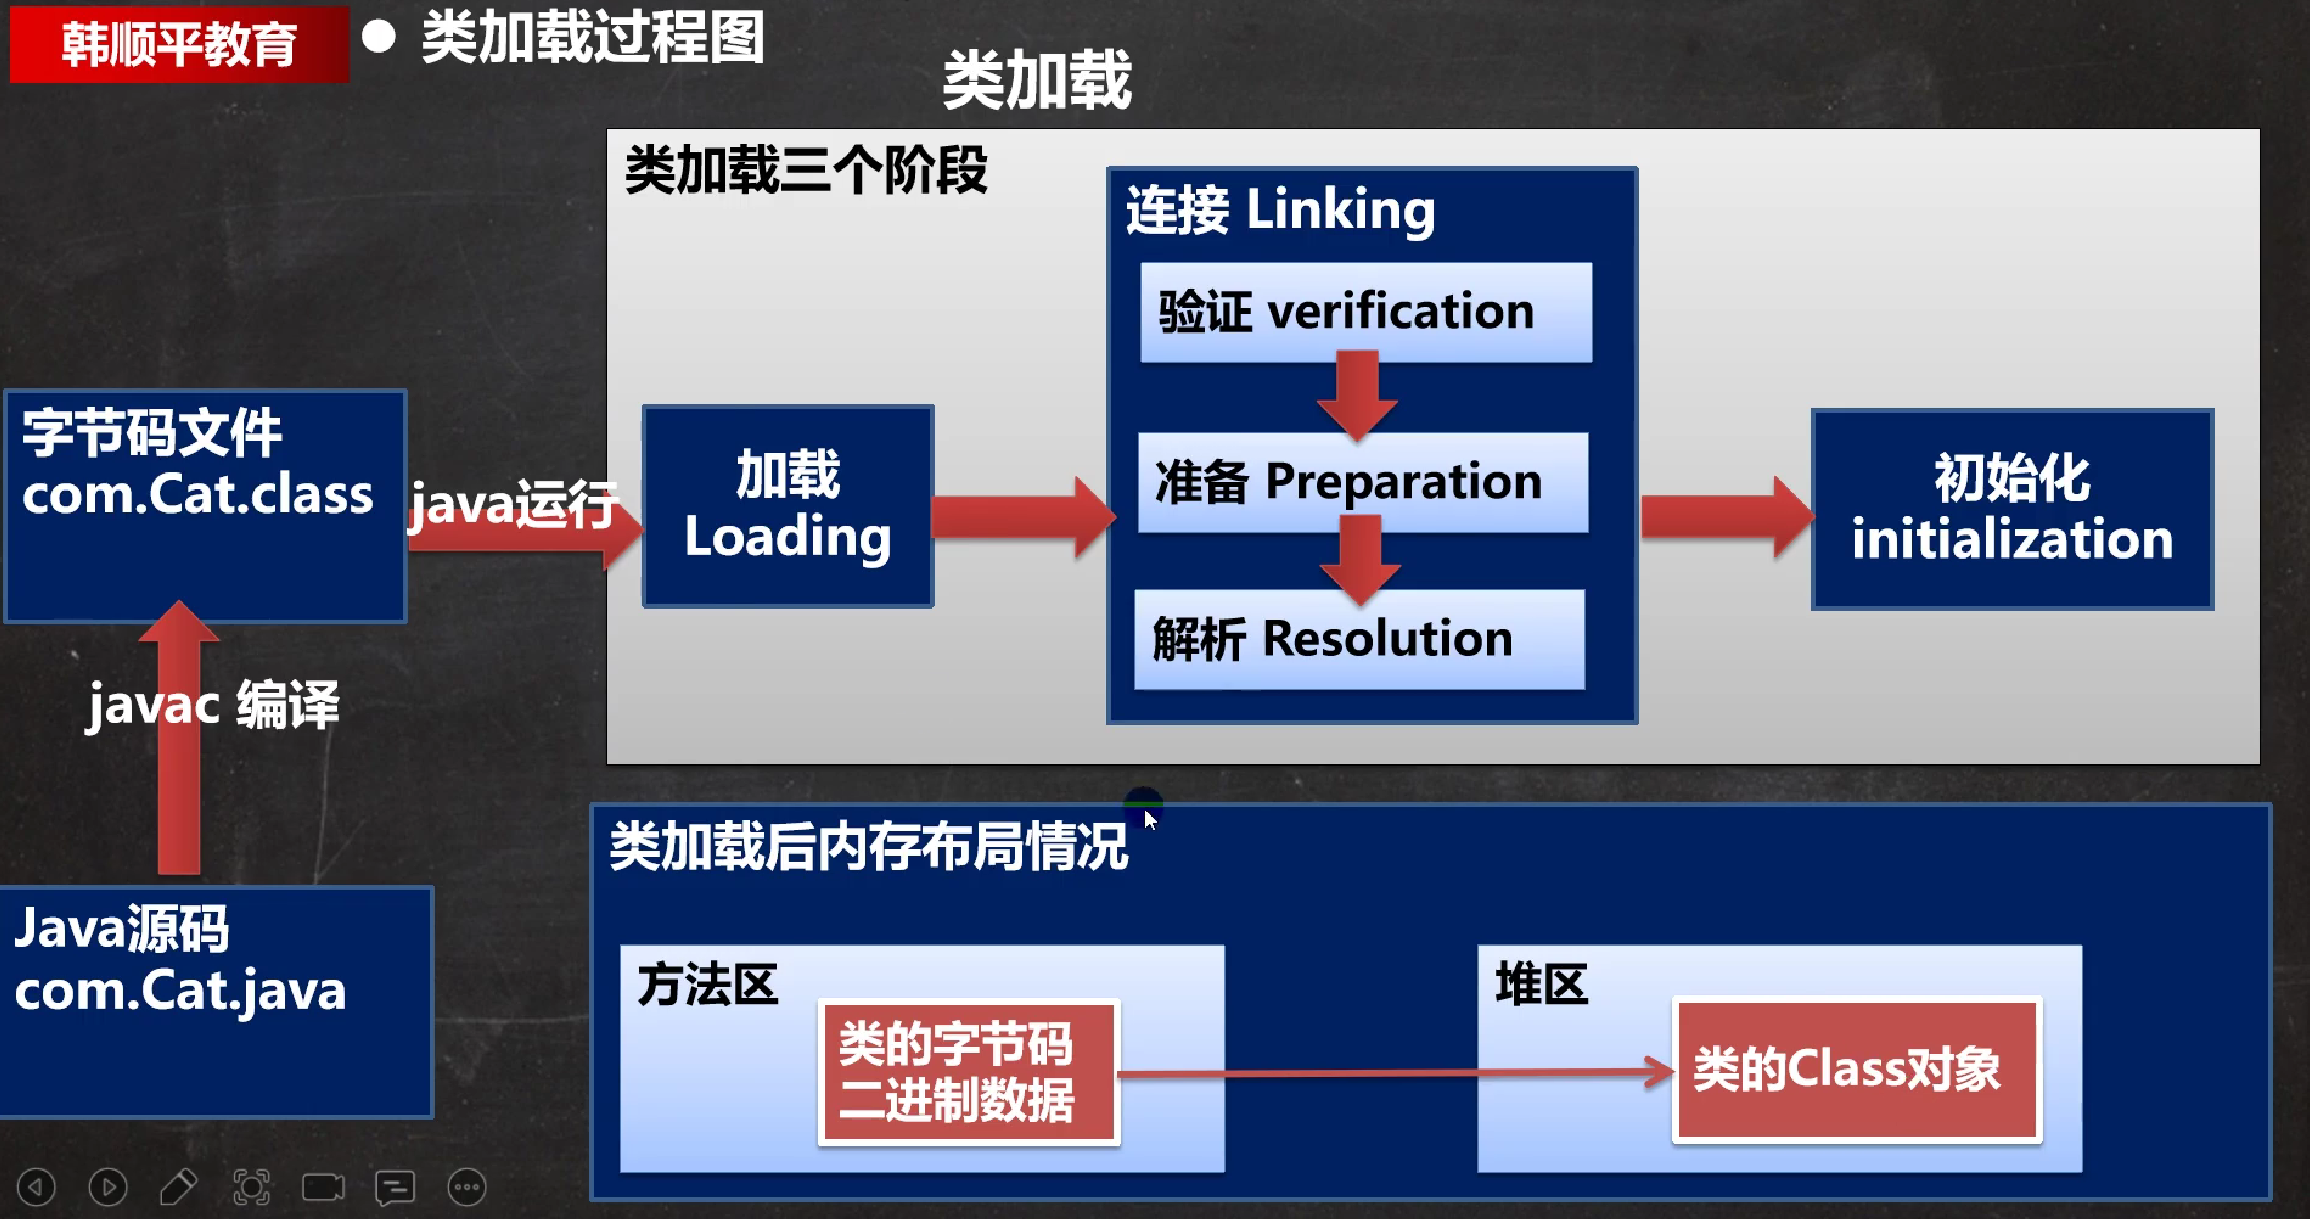 韩顺平教育
● 类加载过程图
类加载
类加载三个阶段
连接 Linking
验证 verification
准备 Preparation
解析 Resolution
加载
Loading
初始化
initialization
字节码文件
com.Cat.class
java运行
javac 编译
Java源码
com.Cat.java
类加载后内存布局情况
方法区
类的字节码
二进制数据
堆区
类的Class对象